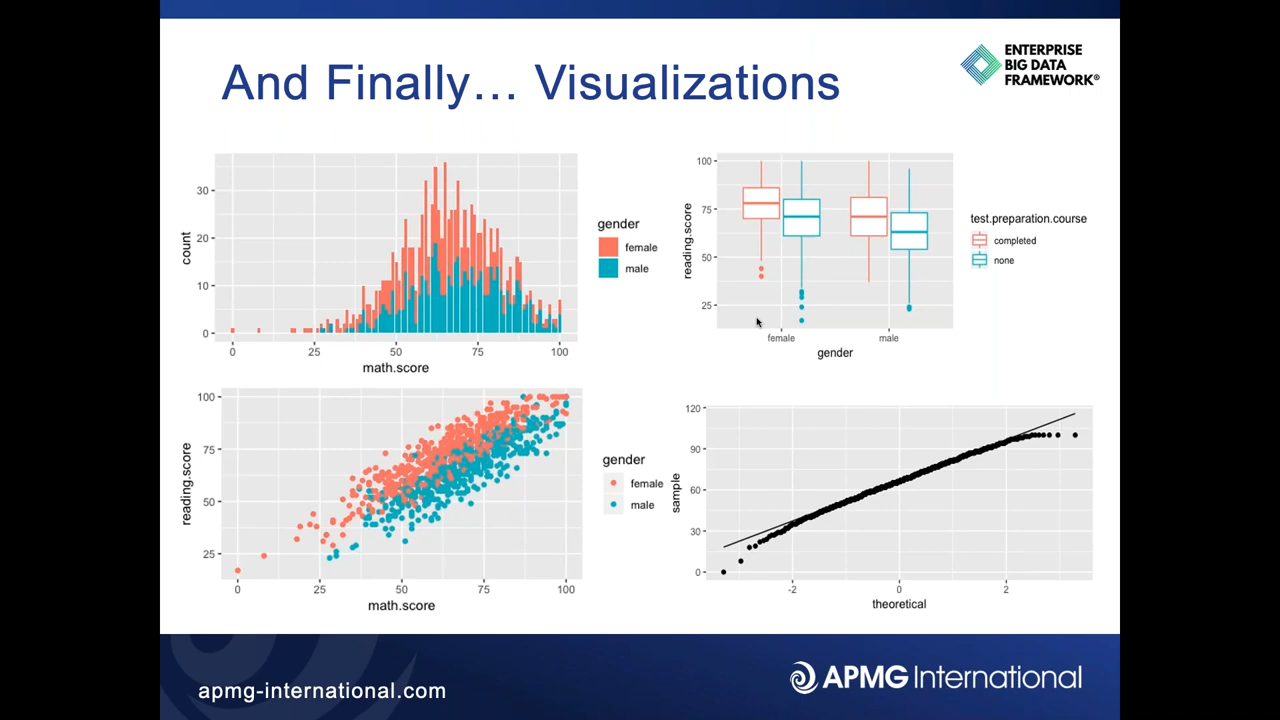 And Finally… Visualizations
ENTERPRISE
BIG DATA
FRAMEWORK®
30
20
10
0
count
0 25 50 75 100
math.score
gender
female
male
100
75
50
25
reading.score
female male
gender
test.preparation.course
completed
none
100
75
50
25
reading.score
0 25 50 75 100
math.score
gender
female
male
120
90
60
30
0
sample
-2 0 2
theoretical
apmg-international.com
APMG International